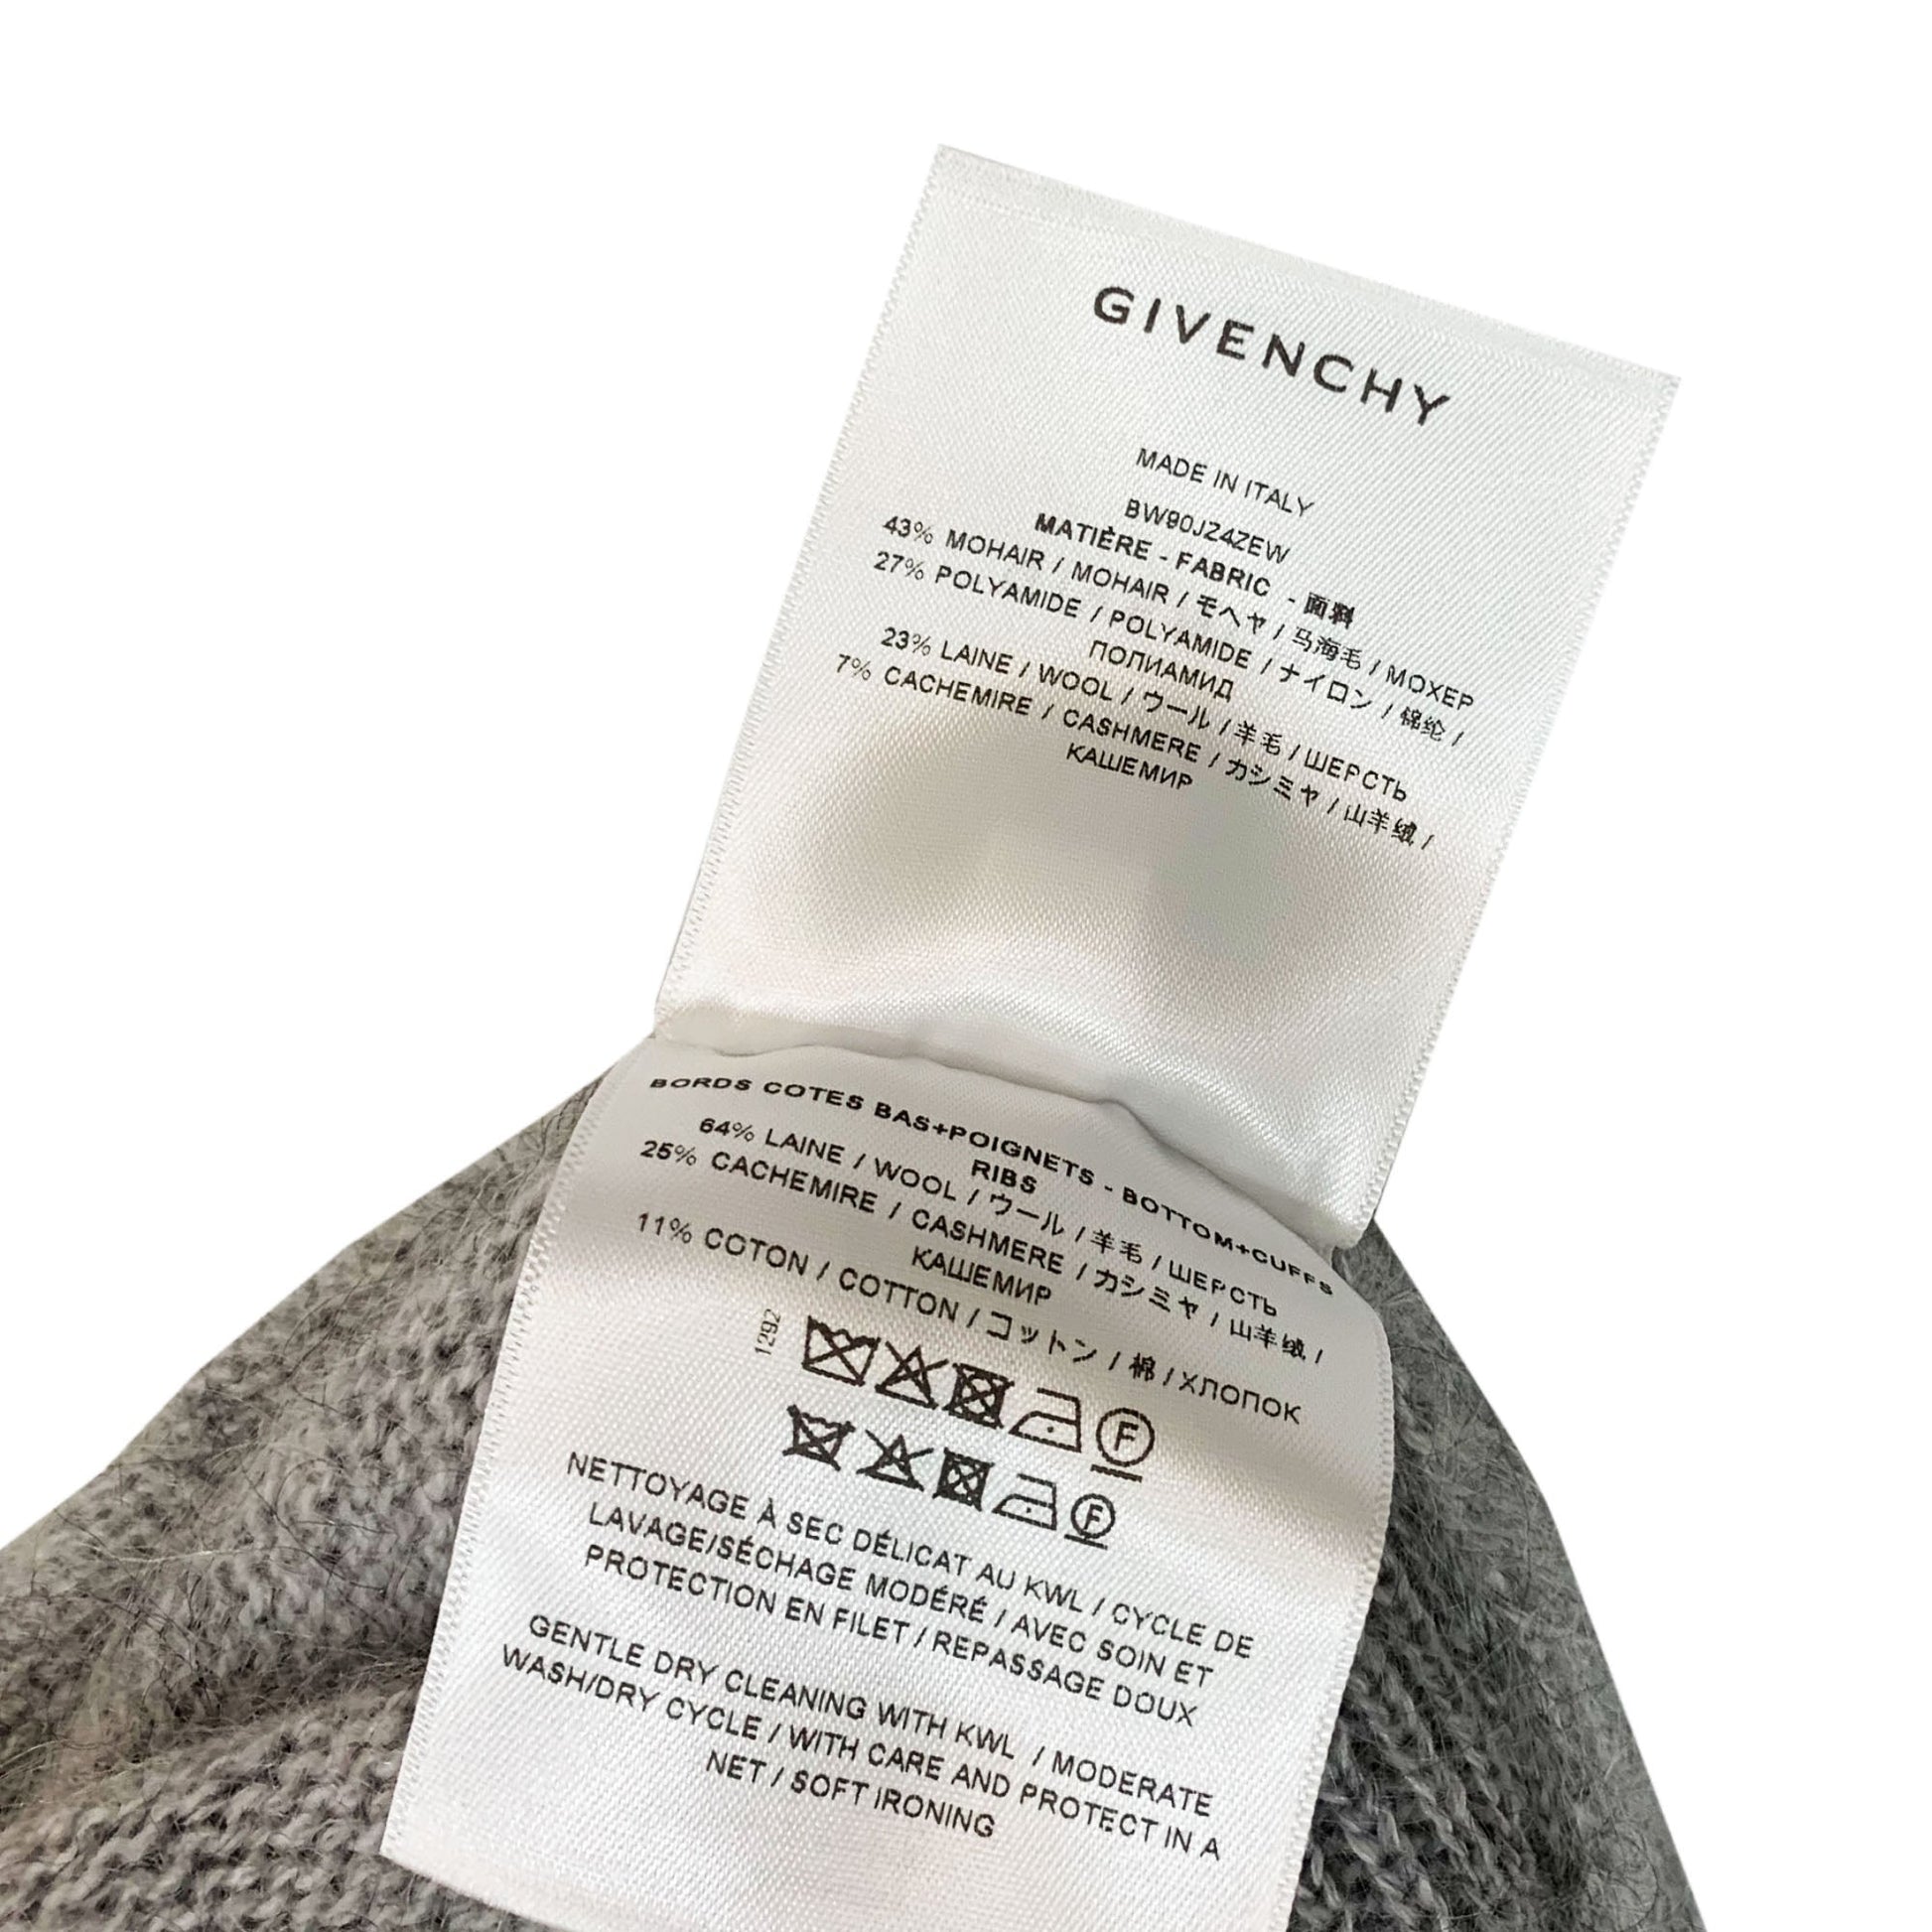 GIVENCHY
MADE IN ITALY
BW90JZ4ZEW
MATIÈRE - FABRIC - 面料
43% MOHAIR / MOHAIR / モヘヤ / 马海毛 / МОХЕР
27% POLYAMIDE / POLYAMIDE / ナイロン / 锦纶 /
ПОЛИАМИД
23% LAINE / WOOL / ウール / 羊毛 / ШЕРСТЬ
7% CACHEMIRE / CASHMERE / カシミヤ / 山羊绒 /
КАШЕМИР
BORDS COTES BAS+POIGNETS - BOTTOM+CUFFS
RIBS
64% LAINE / WOOL / ウール / 羊毛 / ШЕРСТЬ
25% CACHEMIRE / CASHMERE / カシミヤ / 山羊绒 /
КАШЕМИР
11% COTON / COTTON / コットン / 棉 / ХЛОПОК
1292
F
F
NETTOYAGE À SEC DÉLICAT AU KWL / CYCLE DE
LAVAGE/SÉCHAGE MODÉRÉ / AVEC SOIN ET
PROTECTION EN FILET / REPASSAGE DOUX
GENTLE DRY CLEANING WITH KWL / MODERATE
WASH/DRY CYCLE / WITH CARE AND PROTECT IN A
NET / SOFT IRONING